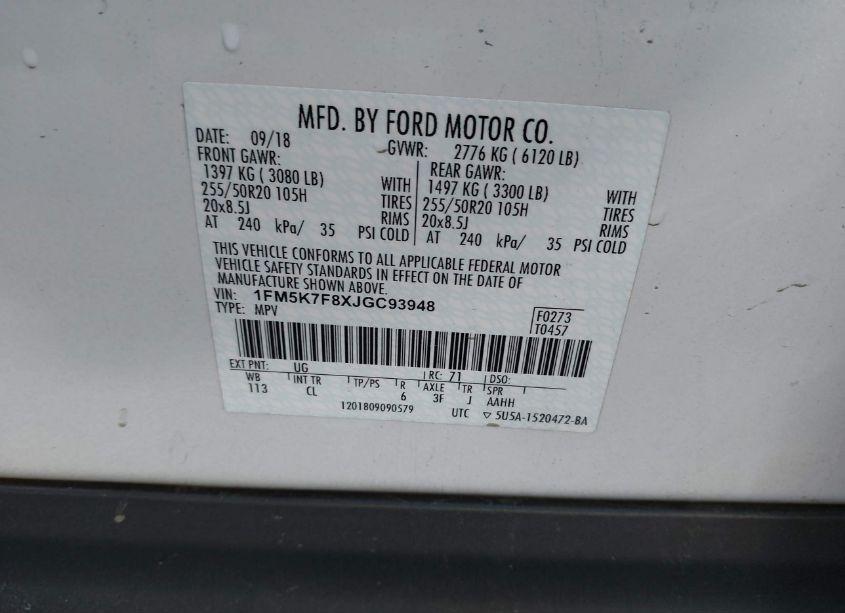 MFD. BY FORD MOTOR CO.
DATE: 09/18 GVWR: 2776 KG ( 6120 LB)
FRONT GAWR: REAR GAWR:
1397 KG ( 3080 LB) WITH 1497 KG ( 3300 LB) WITH
255/50R20 105H TIRES 255/50R20 105H TIRES
20x8.5J RIMS 20x8.5J RIMS
AT 240 kPa/ 35 PSI COLD AT 240 kPa/ 35 PSI COLD
THIS VEHICLE CONFORMS TO ALL APPLICABLE FEDERAL MOTOR
VEHICLE SAFETY STANDARDS IN EFFECT ON THE DATE OF
MANUFACTURE SHOWN ABOVE.
VIN: 1FM5K7F8XJGC93948
TYPE: MPV
F0273
T0457
EXT PNT: UG RC: 71 DSO:
WB INT TR TP/PS R AXLE TR SPR
113 CL 6 3F J AAHH
1201809090579 UTC ▽ 5U5A-1520472-BA